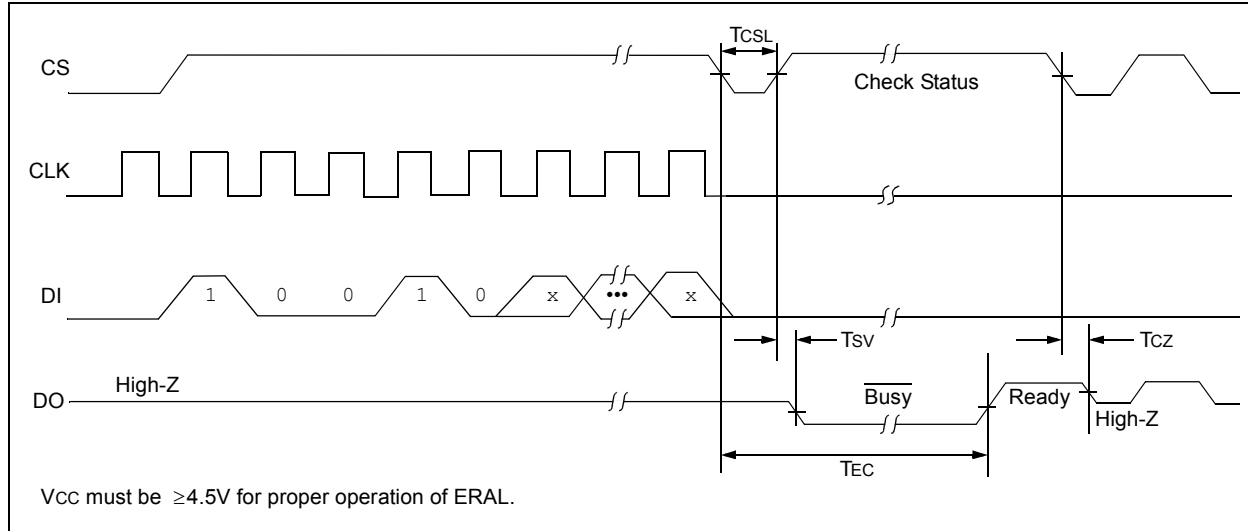 TCSL
CS
Check Status
CLK
DI
1 0 0 1 0 x ••• x
TSV
TCZ
High-Z
DO
Busy
Ready
High-Z
TEC
VCC must be ≥4.5V for proper operation of ERAL.